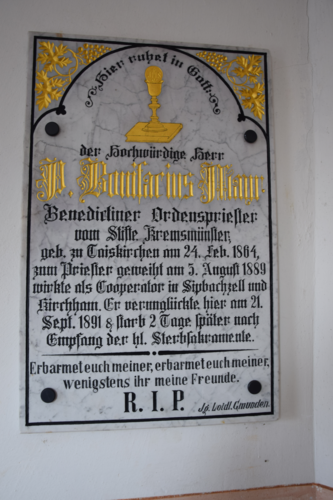 Hier ruhet in Gott
der Hochwürdige Herr
P. Bonifacius Mayr
Benedictiner Ordenspriester
vom Stifte Kremsmünster,
geb. zu Taiskirchen am 24. Feb. 1864,
zum Priester geweiht am 5. August 1889
wirkte als Cooperator in Sipbachzell und
Kirchham. Er verunglückte hier am 21.
Sept. 1891 & starb 2 Tage später nach
Empfang der hl. Sterbsakramente.
Erbarmet euch meiner, erbarmet euch meiner,
wenigstens ihr meine Freunde.
R. I. P.
Jg. Loidl, Gmunden